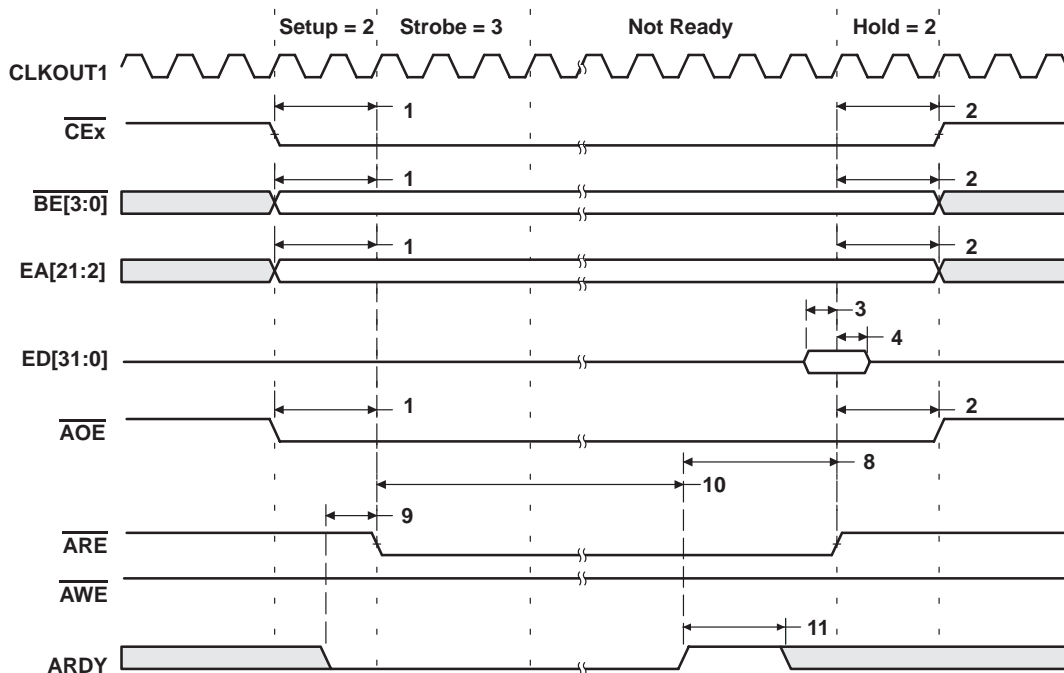 Setup = 2 Strobe = 3 Not Ready Hold = 2
CLKOUT1
CEx 1 2
BE[3:0] 1 2
EA[21:2] 1 2
3
ED[31:0] 4
AOE 1 2
8
10
9
ARE
AWE
11
ARDY